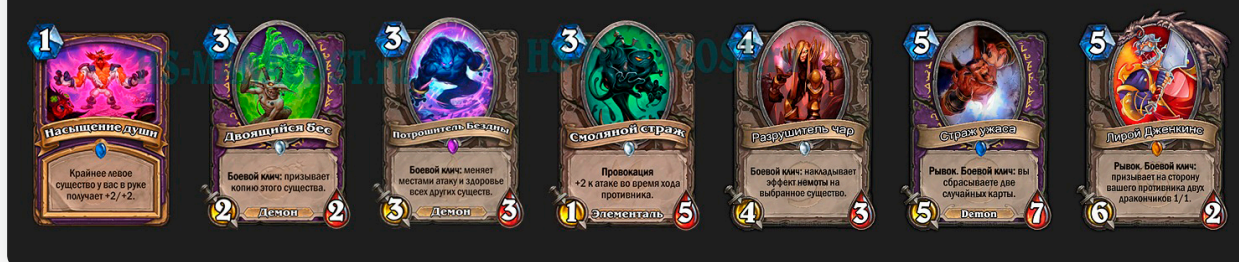 1
Насыщение души
Крайнее левое
существо у вас в руке
получает +2/+2.
3
Двоящийся бес
Боевой клич: призывает
копию этого существа.
2
Демон
2
3
Потрошитель Бездны
Боевой клич: меняет
местами атаку и здоровье
всех других существ.
3
Демон
3
3
Смоляной страж
Провокация
+2 к атаке во время хода
противника.
1
Элементаль
5
4
Разрушитель чар
Боевой клич: накладывает
эффект немоты на
выбранное существо.
4
3
5
Страж ужаса
Рывок. Боевой клич: вы
сбрасываете две
случайных карты.
5
Demon
7
5
Лирой Дженкинс
Рывок. Боевой клич:
призывает на сторону
вашего противника двух
дракончиков 1/1.
6
2